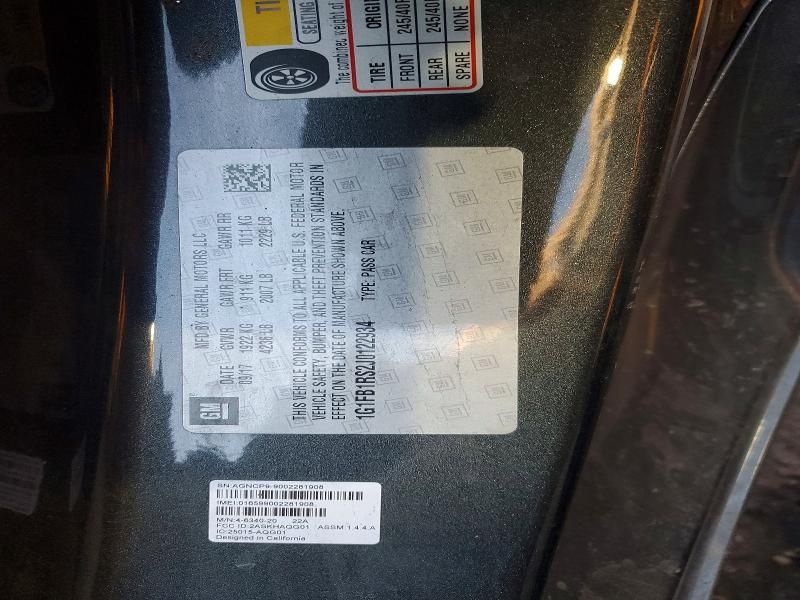 TI
SEATING
The combined weight of
TIRE ORIGIN
FRONT 245/40
REAR 245/40
SPARE NONE
GM
MFD BY GENERAL MOTORS LLC
DATE GVWR GAWR FRT GAWR RR
09/17 1922 KG 911 KG 1011 KG
4236 LB 2007 LB 2229 LB
THIS VEHICLE CONFORMS TO ALL APPLICABLE U.S. FEDERAL MOTOR
VEHICLE SAFETY, BUMPER, AND THEFT PREVENTION STANDARDS IN
EFFECT ON THE DATE OF MANUFACTURE SHOWN ABOVE.
1G1FB1RS2J0122934 TYPE: PASS CAR
SN:AGNCP9-9002281908
IMEI:016599002281908
M/N:4-6340-20 22A
FCC ID:2ASKHAQG01 ASSM:1.4.4.A
IC:25015-AQG01
Designed in California